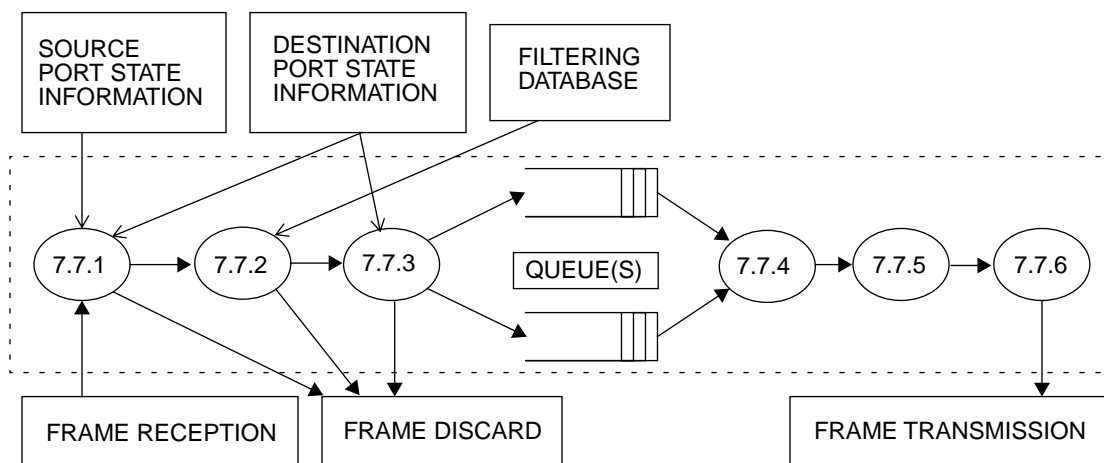 SOURCE
PORT STATE
INFORMATION
DESTINATION
PORT STATE
INFORMATION
FILTERING
DATABASE
7.7.1
7.7.2
7.7.3
QUEUE(S)
7.7.4
7.7.5
7.7.6
FRAME RECEPTION
FRAME DISCARD
FRAME TRANSMISSION